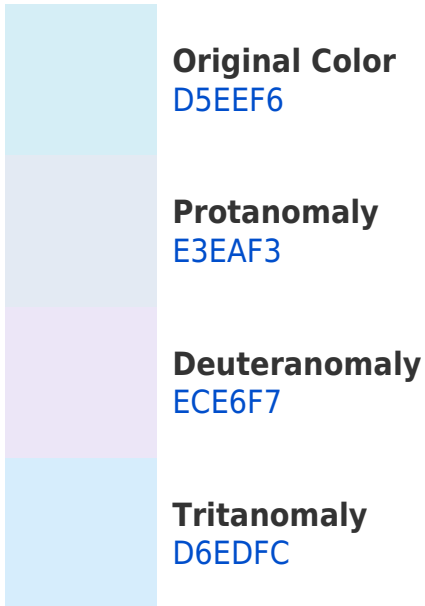 Original Color
D5EEF6
Protanomaly
E3EAF3
Deuteranomaly
ECE6F7
Tritanomaly
D6EDFC